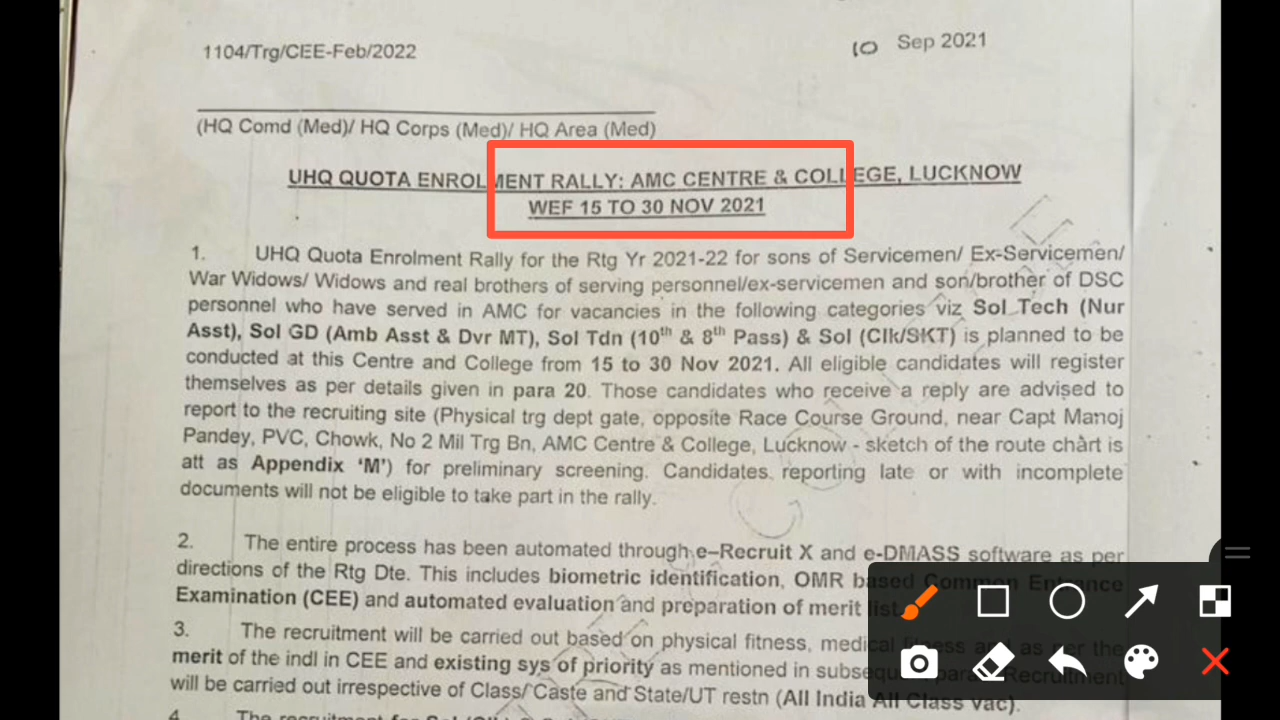 1104/Trg/CEE-Feb/2022
10 Sep 2021
(HQ Comd (Med)/ HQ Corps (Med)/ HQ Area (Med)
UHQ QUOTA ENROLMENT RALLY: AMC CENTRE & COLLEGE, LUCKNOW
WEF 15 TO 30 NOV 2021
1. UHQ Quota Enrolment Rally for the Rtg Yr 2021-22 for sons of Servicemen/ Ex-Servicemen/
War Widows/ Widows and real brothers of serving personnel/ex-servicemen and son/brother of DSC
personnel who have served in AMC for vacancies in the following categories viz Sol Tech (Nur
Asst), Sol GD (Amb Asst & Dvr MT), Sol Tdn (10th & 8th Pass) & Sol (Clk/SKT) is planned to be
conducted at this Centre and College from 15 to 30 Nov 2021. All eligible candidates will register
themselves as per details given in para 20. Those candidates who receive a reply are advised to
report to the recruiting site (Physical trg dept gate, opposite Race Course Ground, near Capt Manoj
Pandey, PVC, Chowk, No 2 Mil Trg Bn, AMC Centre & College, Lucknow - sketch of the route chart is
att as Appendix 'M') for preliminary screening. Candidates reporting late or with incomplete
documents will not be eligible to take part in the rally.
2. The entire process has been automated through e–Recruit X and e-DMASS software as per
directions of the Rtg Dte. This includes biometric identification, OMR based Common Entrance
Examination (CEE) and automated evaluation and preparation of merit list.
3. The recruitment will be carried out based on physical fitness, medical fitness and as per the
merit of the indl in CEE and existing sys of priority as mentioned in subsequent paras. Recruitment
will be carried out irrespective of Class/ Caste and State/UT restn (All India All Class vac).
4. The recruitment for Sol